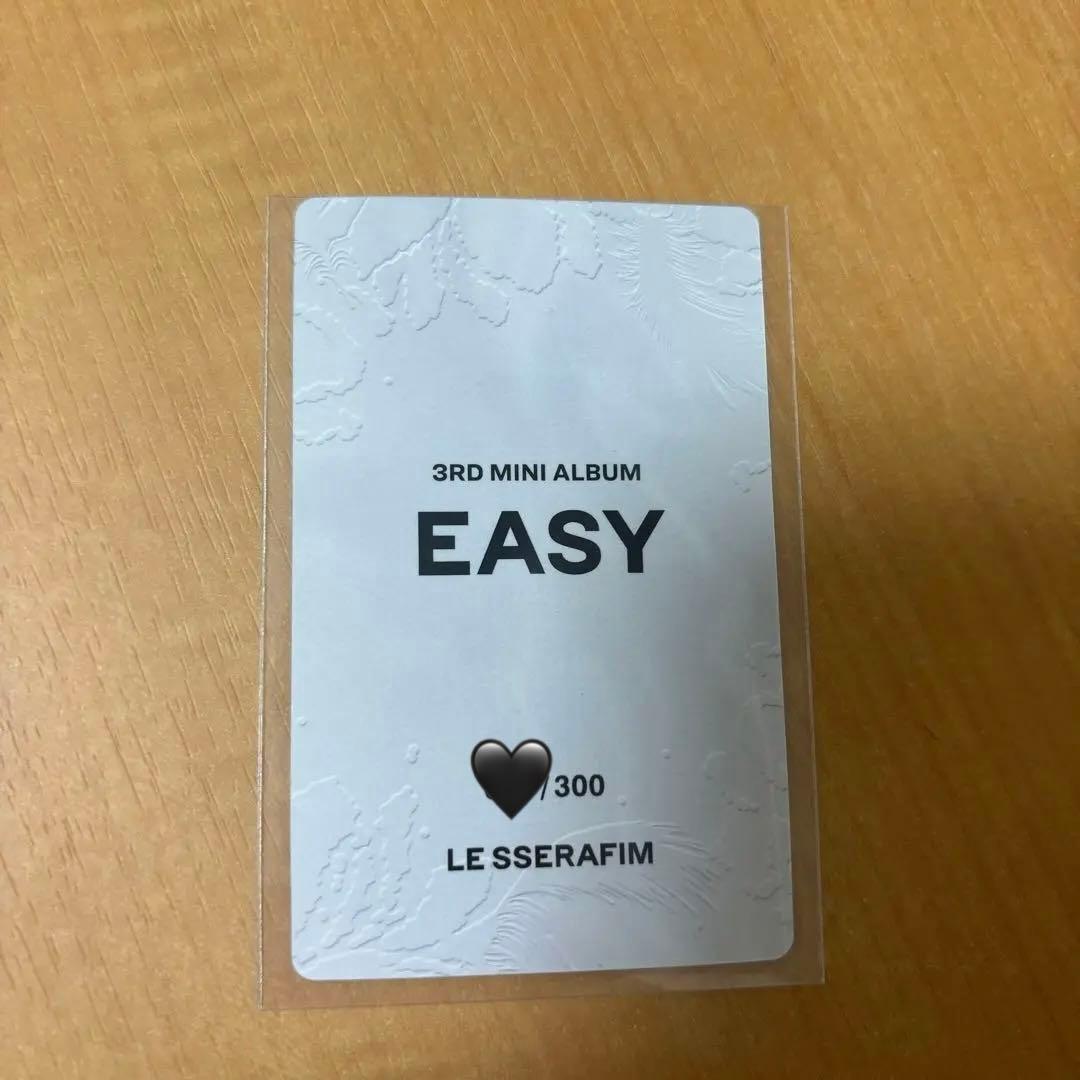 3RD MINI ALBUM
EASY
/300
LE SSERAFIM